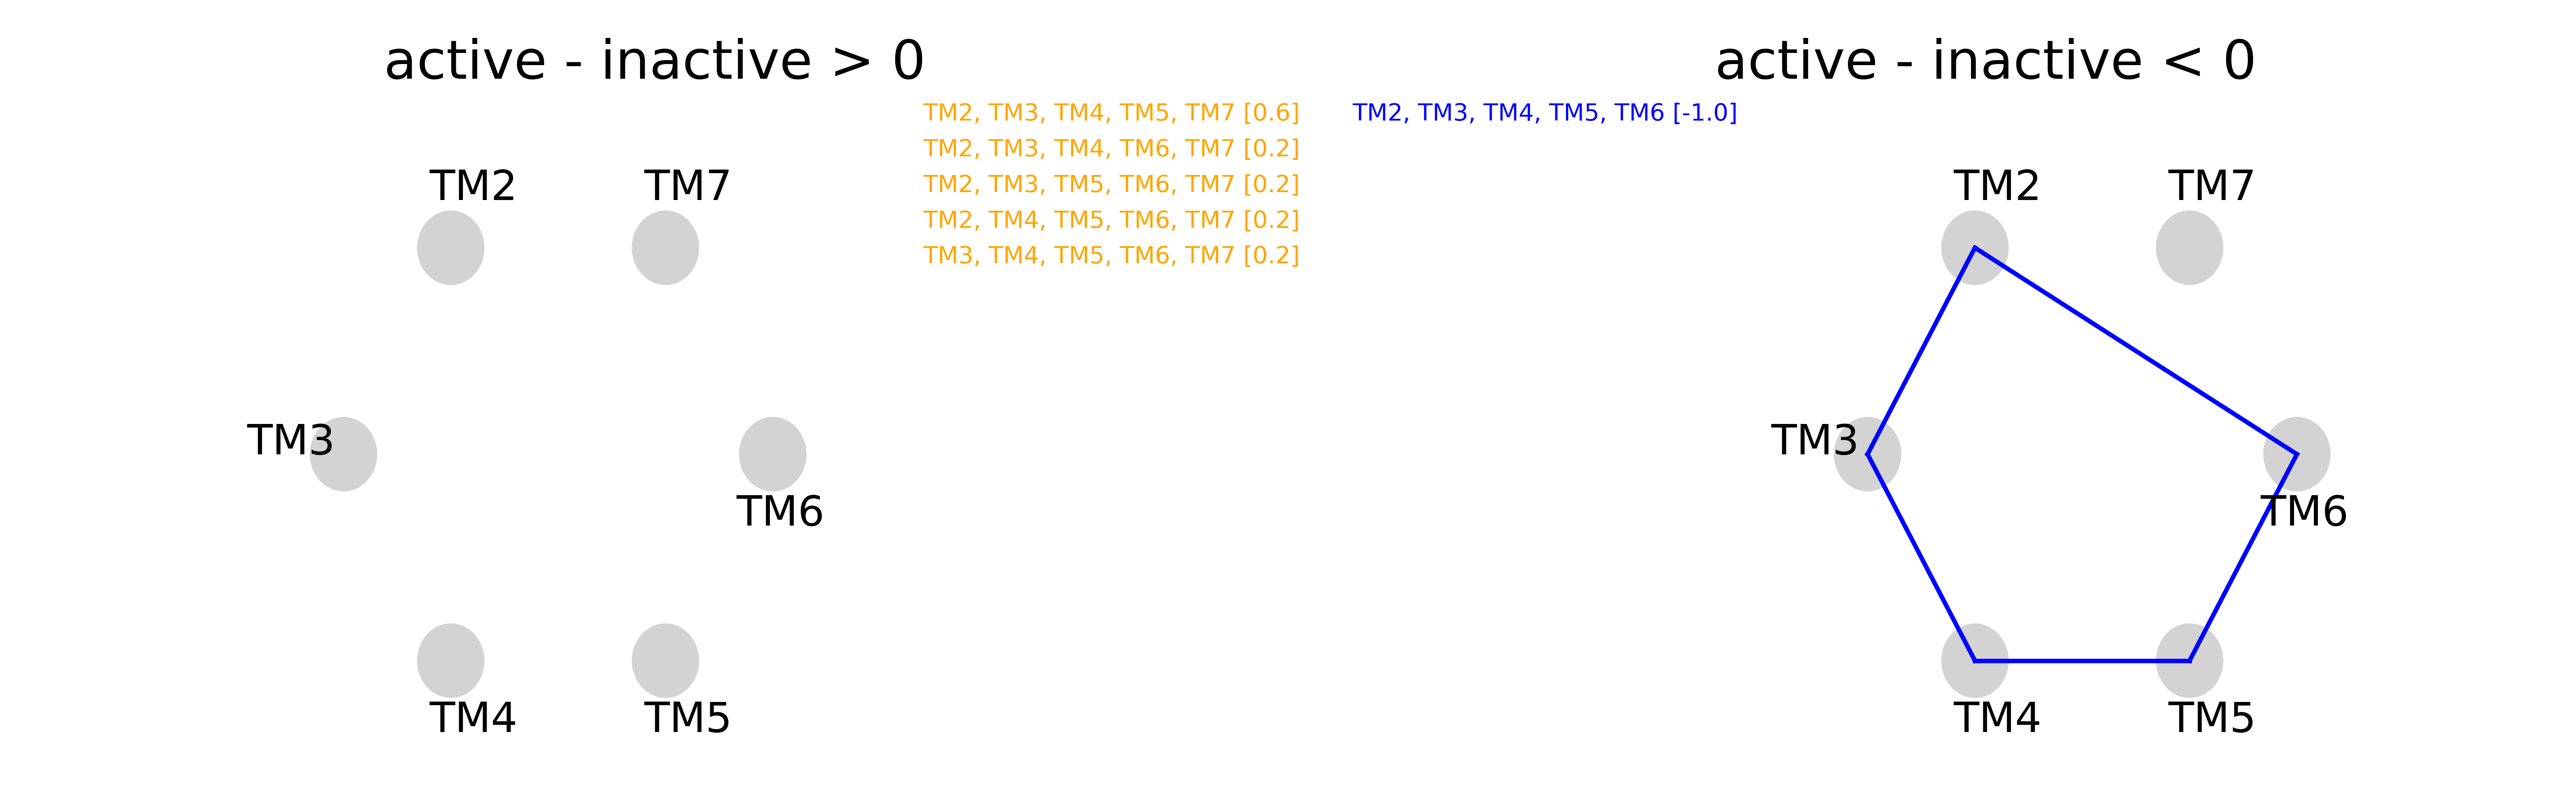 active - inactive > 0
TM2, TM3, TM4, TM5, TM7 [0.6]
TM2, TM3, TM4, TM6, TM7 [0.2]
TM2, TM3, TM5, TM6, TM7 [0.2]
TM2, TM4, TM5, TM6, TM7 [0.2]
TM3, TM4, TM5, TM6, TM7 [0.2]
TM2
TM7
TM3
TM6
TM4
TM5
active - inactive < 0
TM2, TM3, TM4, TM5, TM6 [-1.0]
TM2
TM7
TM3
TM6
TM4
TM5